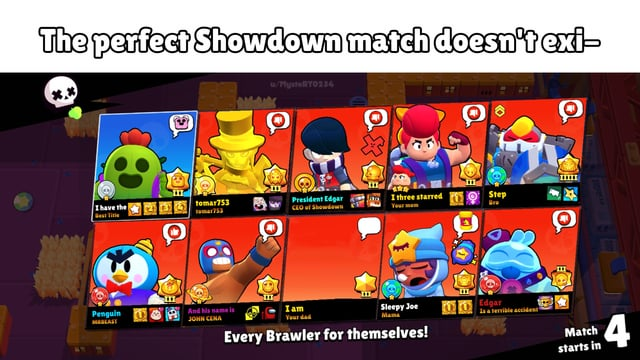 The perfect Showdown match doesn't exi–
u/MysteRY0234
I have the
Best Title
tomar753
tomar753
President Edgar
CEO of Showdown
I three starred
Your mom
Step
Bro
Penguin
MRBEAST
And his name is
JOHN CENA
I am
Your dad
Sleepy Joe
Mama
Edgar
Is a terrible accident
Every Brawler for themselves!
Match
starts in
4